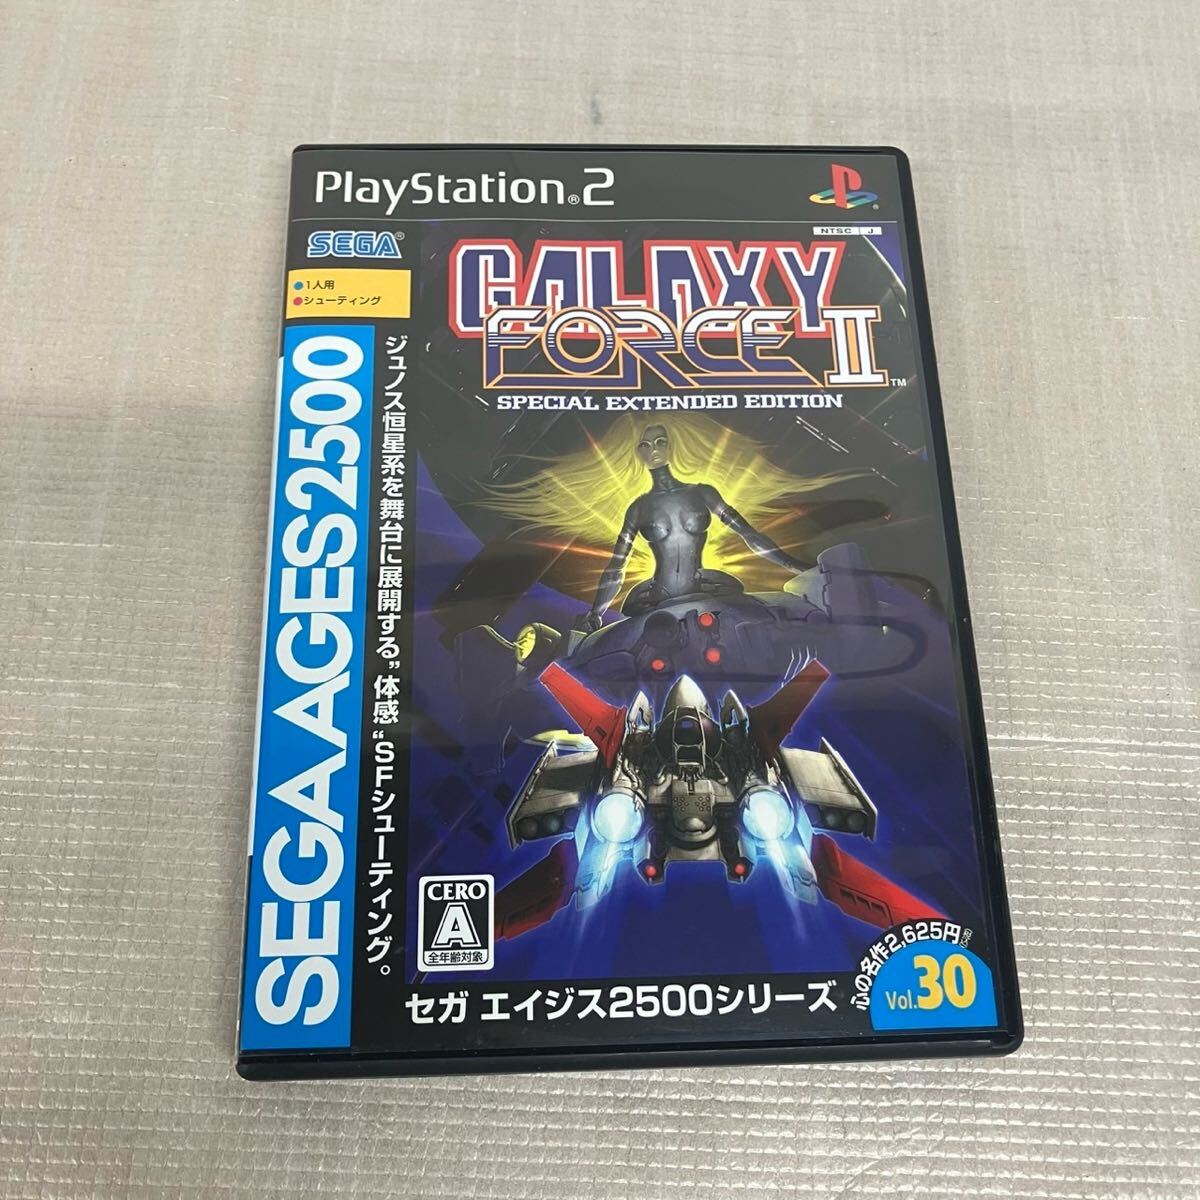 PlayStation®2
NTSC J
SEGA®
●1人用
●シューティング
GALAXY
FORCE II™
SPECIAL EXTENDED EDITION
SEGA AGES 2500
ジュノス恒星系を舞台に展開する"体感"SFシューティング。
CERO
A
全年齢対象
セガ エイジス2500シリーズ
心の名作2,625円
Vol.30